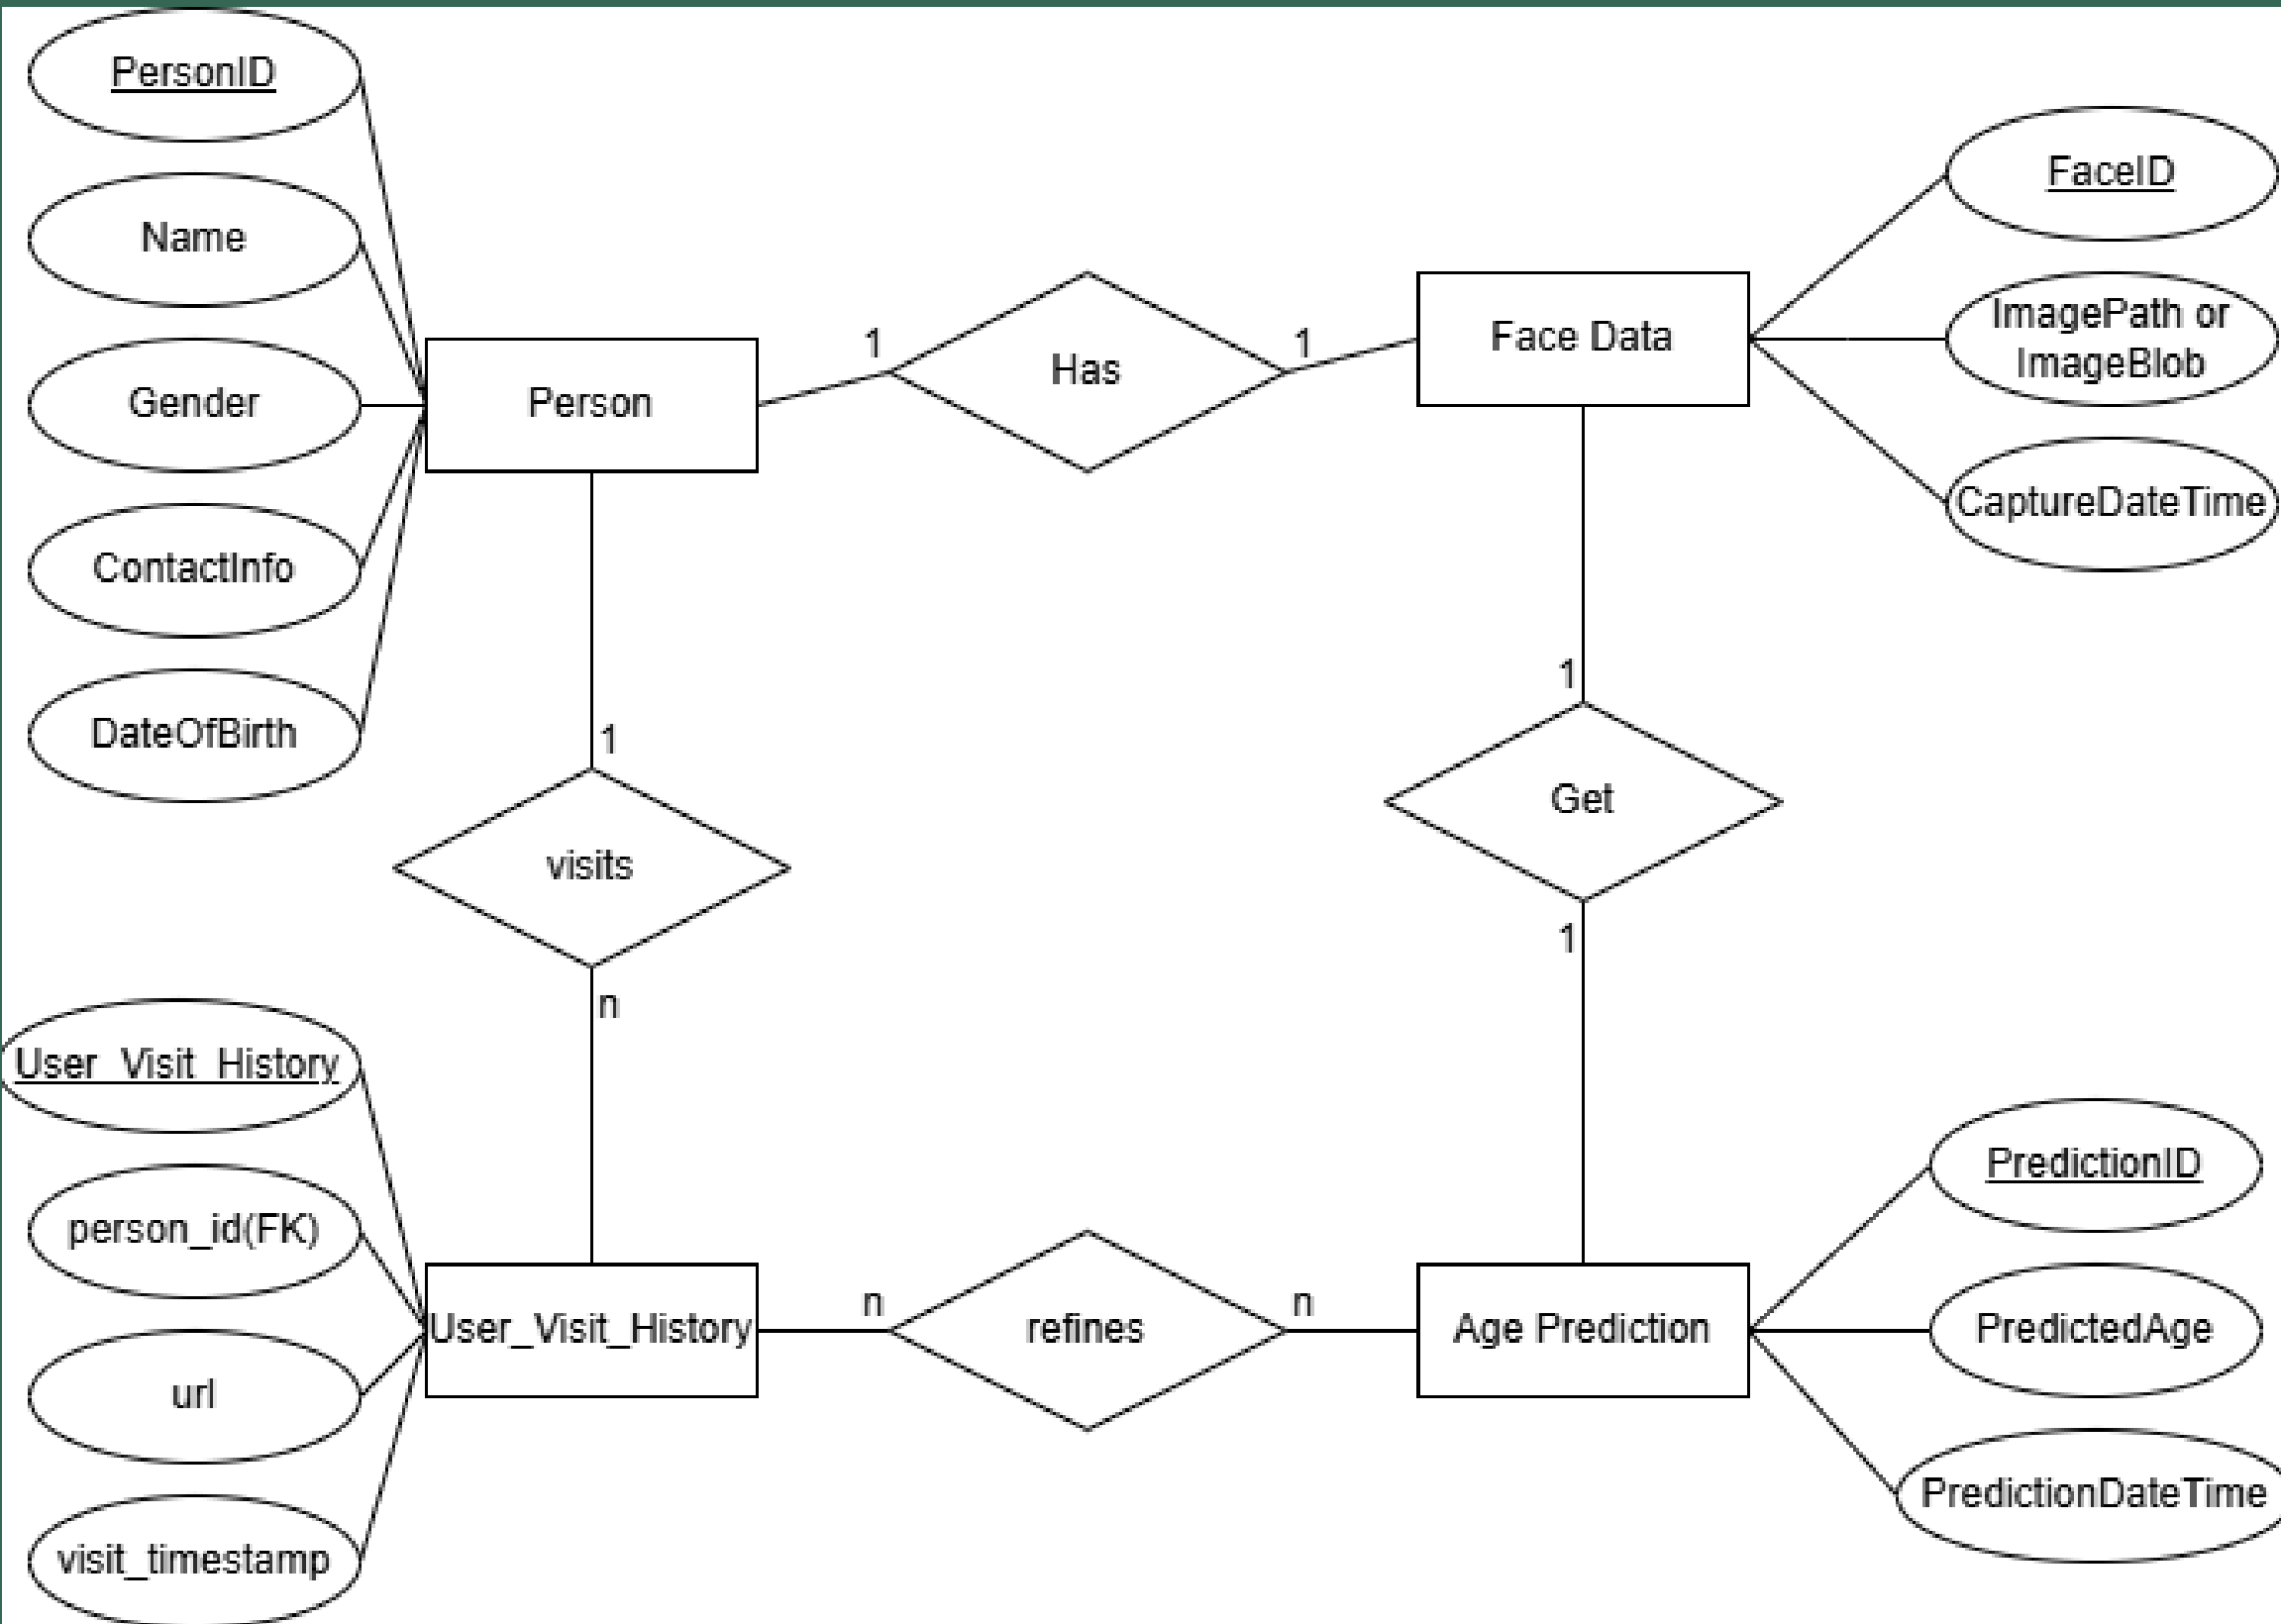 PersonID
Name
Gender
ContactInfo
DateOfBirth
Person
1
Has
1
Face Data
FaceID
ImagePath or
ImageBlob
CaptureDateTime
1
visits
n
1
Get
1
User_Visit_History
person_id(FK)
url
visit_timestamp
User_Visit_History
n
refines
n
Age Prediction
PredictionID
PredictedAge
PredictionDateTime